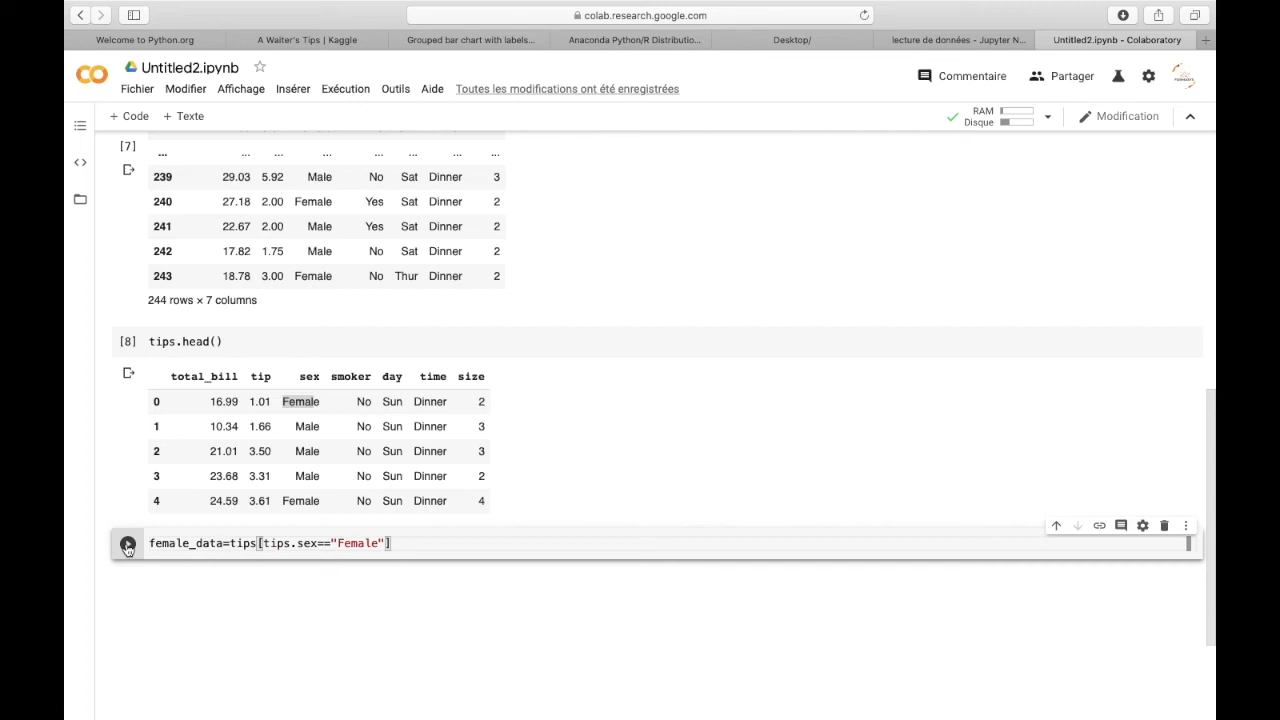 colab.research.google.com
Welcome to Python.org A Waiter's Tips | Kaggle Grouped bar chart with labels... Anaconda Python/R Distributio... Desktop/ lecture de données - Jupyter N... Untitled2.ipynb - Colaboratory
CO Untitled2.ipynb
Fichier Modifier Affichage Insérer Exécution Outils Aide Toutes les modifications ont été enregistrées
Commentaire Partager
+ Code + Texte
RAM
Disque
Modification
[7]
... ... ... ... ... ... ... ...
239 29.03 5.92 Male No Sat Dinner 3
240 27.18 2.00 Female Yes Sat Dinner 2
241 22.67 2.00 Male Yes Sat Dinner 2
242 17.82 1.75 Male No Sat Dinner 2
243 18.78 3.00 Female No Thur Dinner 2
244 rows × 7 columns
[8] tips.head()
total_bill tip sex smoker day time size
0 16.99 1.01 Female No Sun Dinner 2
1 10.34 1.66 Male No Sun Dinner 3
2 21.01 3.50 Male No Sun Dinner 3
3 23.68 3.31 Male No Sun Dinner 2
4 24.59 3.61 Female No Sun Dinner 4
female_data=tips[tips.sex=="Female"]